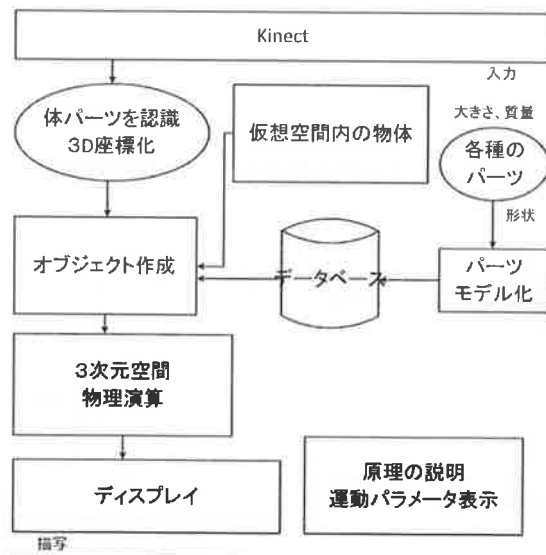 Kinect
入力
体パーツを認識
3D座標化
仮想空間内の物体
大きさ、質量
各種の
パーツ
形状
オブジェクト作成
データベース
パーツ
モデル化
3次元空間
物理演算
ディスプレイ
原理の説明
運動パラメータ表示
描写